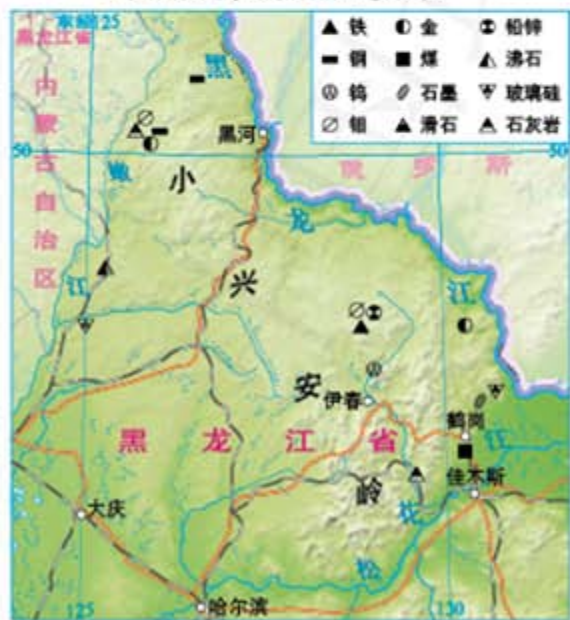 东经125
黑龙江省
铁 金 铅锌
铜 煤 沸石
钨 石墨 玻璃硅
钼 滑石 石灰岩
黑
黑河
50
50
俄罗斯
内蒙古自治区
嫩
小
龙
兴
江
江
安
伊春
鹤岗
黑龙江省
江
佳木斯
岭
花
大庆
松
哈尔滨
125
130